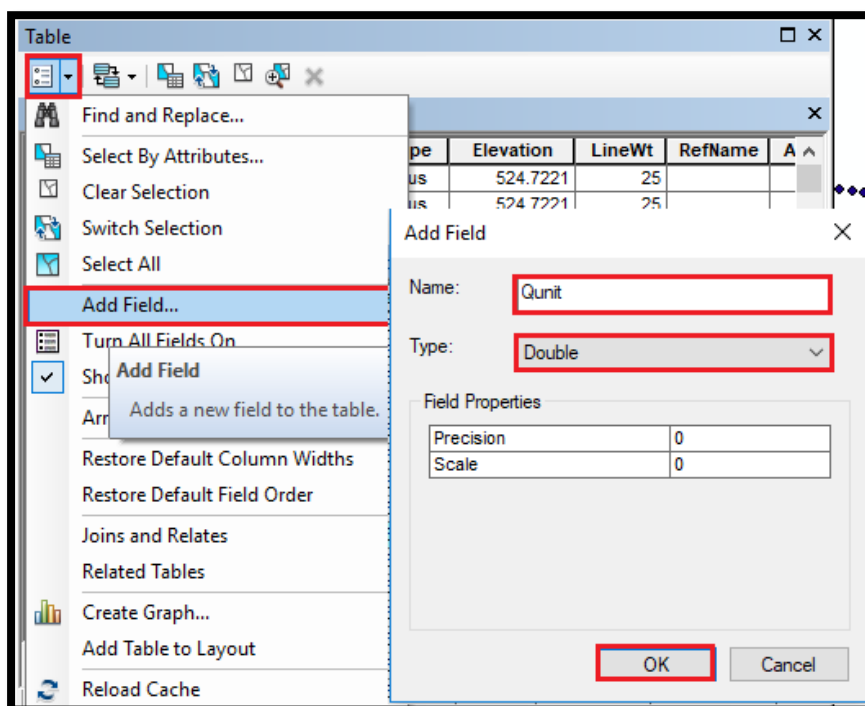 Table
Find and Replace...
Select By Attributes...
Clear Selection
Switch Selection
Select All
Add Field...
Turn All Fields On
Add Field
Adds a new field to the table.
Restore Default Column Widths
Restore Default Field Order
Joins and Relates
Related Tables
Create Graph...
Add Table to Layout
Reload Cache
Elevation LineWt RefName
524.7221 25
524.7221 25
Add Field
Name: Qunit
Type: Double
Field Properties
Precision 0
Scale 0
OK Cancel